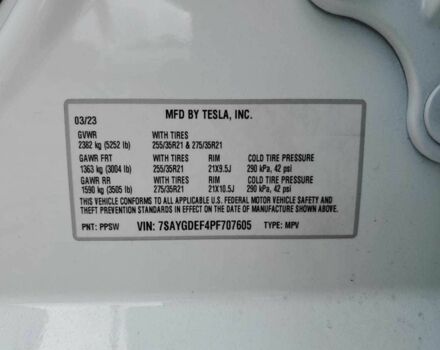 MFD BY TESLA, INC.
03/23
GVWR WITH TIRES
2382 kg (5252 lb) 255/35R21 & 275/35R21
GAWR FRT WITH TIRES RIM COLD TIRE PRESSURE
1363 kg (3004 lb) 255/35R21 21X9.5J 290 kPa, 42 psi
GAWR RR WITH TIRES RIM COLD TIRE PRESSURE
1590 kg (3505 lb) 275/35R21 21X10.5J 290 kPa, 42 psi
THIS VEHICLE CONFORMS TO ALL APPLICABLE U.S. FEDERAL MOTOR VEHICLE SAFETY
AND THEFT PREVENTION STANDARDS IN EFFECT ON THE DATE OF MANUFACTURE SHOWN ABOVE.
PNT: PPSW VIN: 7SAYGDEF4PF707605 TYPE: MPV